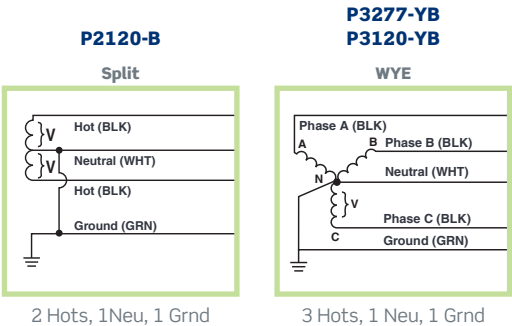 P2120-B
Split
V
Hot (BLK)
V
Neutral (WHT)
Hot (BLK)
Ground (GRN)
2 Hots, 1Neu, 1 Grnd
P3277-YB
P3120-YB
WYE
Phase A (BLK)
A
B Phase B (BLK)
N
Neutral (WHT)
V
Phase C (BLK)
C
Ground (GRN)
3 Hots, 1 Neu, 1 Grnd